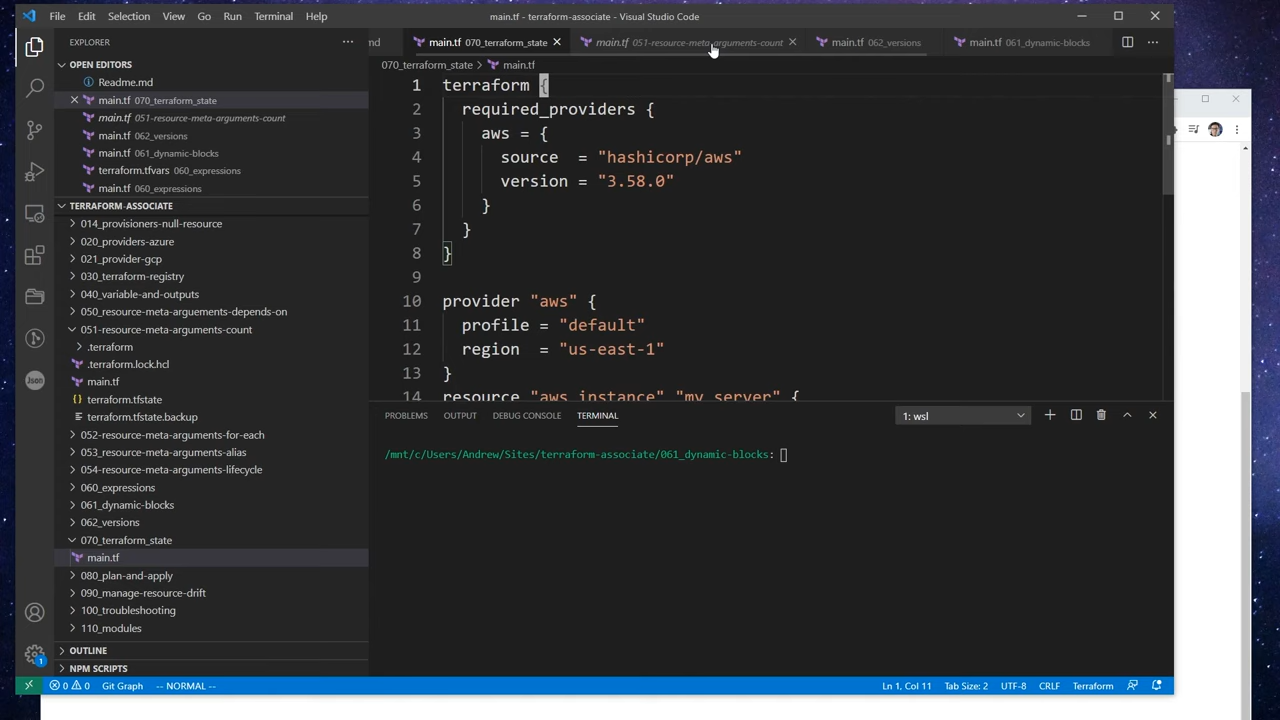 File Edit Selection View Go Run Terminal Help
main.tf - terraform-associate - Visual Studio Code
EXPLORER
OPEN EDITORS
Readme.md
main.tf 070_terraform_state
main.tf 051-resource-meta-arguments-count
main.tf 062_versions
main.tf 061_dynamic-blocks
terraform.tfvars 060_expressions
main.tf 060_expressions
TERRAFORM-ASSOCIATE
014_provisioners-null-resource
020_providers-azure
021_provider-gcp
030_terraform-registry
040_variable-and-outputs
050_resource-meta-arguements-depends-on
051-resource-meta-arguments-count
.terraform
.terraform.lock.hcl
main.tf
terraform.tfstate
terraform.tfstate.backup
052-resource-meta-arguments-for-each
053_resource-meta-arguments-alias
054-resource-meta-arguments-lifecycle
060_expressions
061_dynamic-blocks
062_versions
070_terraform_state
main.tf
080_plan-and-apply
090_manage-resource-drift
100_troubleshooting
110_modules
OUTLINE
NPM SCRIPTS
md
main.tf 070_terraform_state
main.tf 051-resource-meta-arguments-count
main.tf 062_versions
main.tf 061_dynamic-blocks
070_terraform_state > main.tf
1 terraform {
2 required_providers {
3 aws = {
4 source = "hashicorp/aws"
5 version = "3.58.0"
6 }
7 }
8 }
9
10 provider "aws" {
11 profile = "default"
12 region = "us-east-1"
13 }
14 resource "aws_instance" "my_server" {
PROBLEMS OUTPUT DEBUG CONSOLE TERMINAL
1: wsl
/mnt/c/Users/Andrew/Sites/terraform-associate/061_dynamic-blocks:
Json
1
0 0 Git Graph -- NORMAL --
Ln 1, Col 11 Tab Size: 2 UTF-8 CRLF Terraform